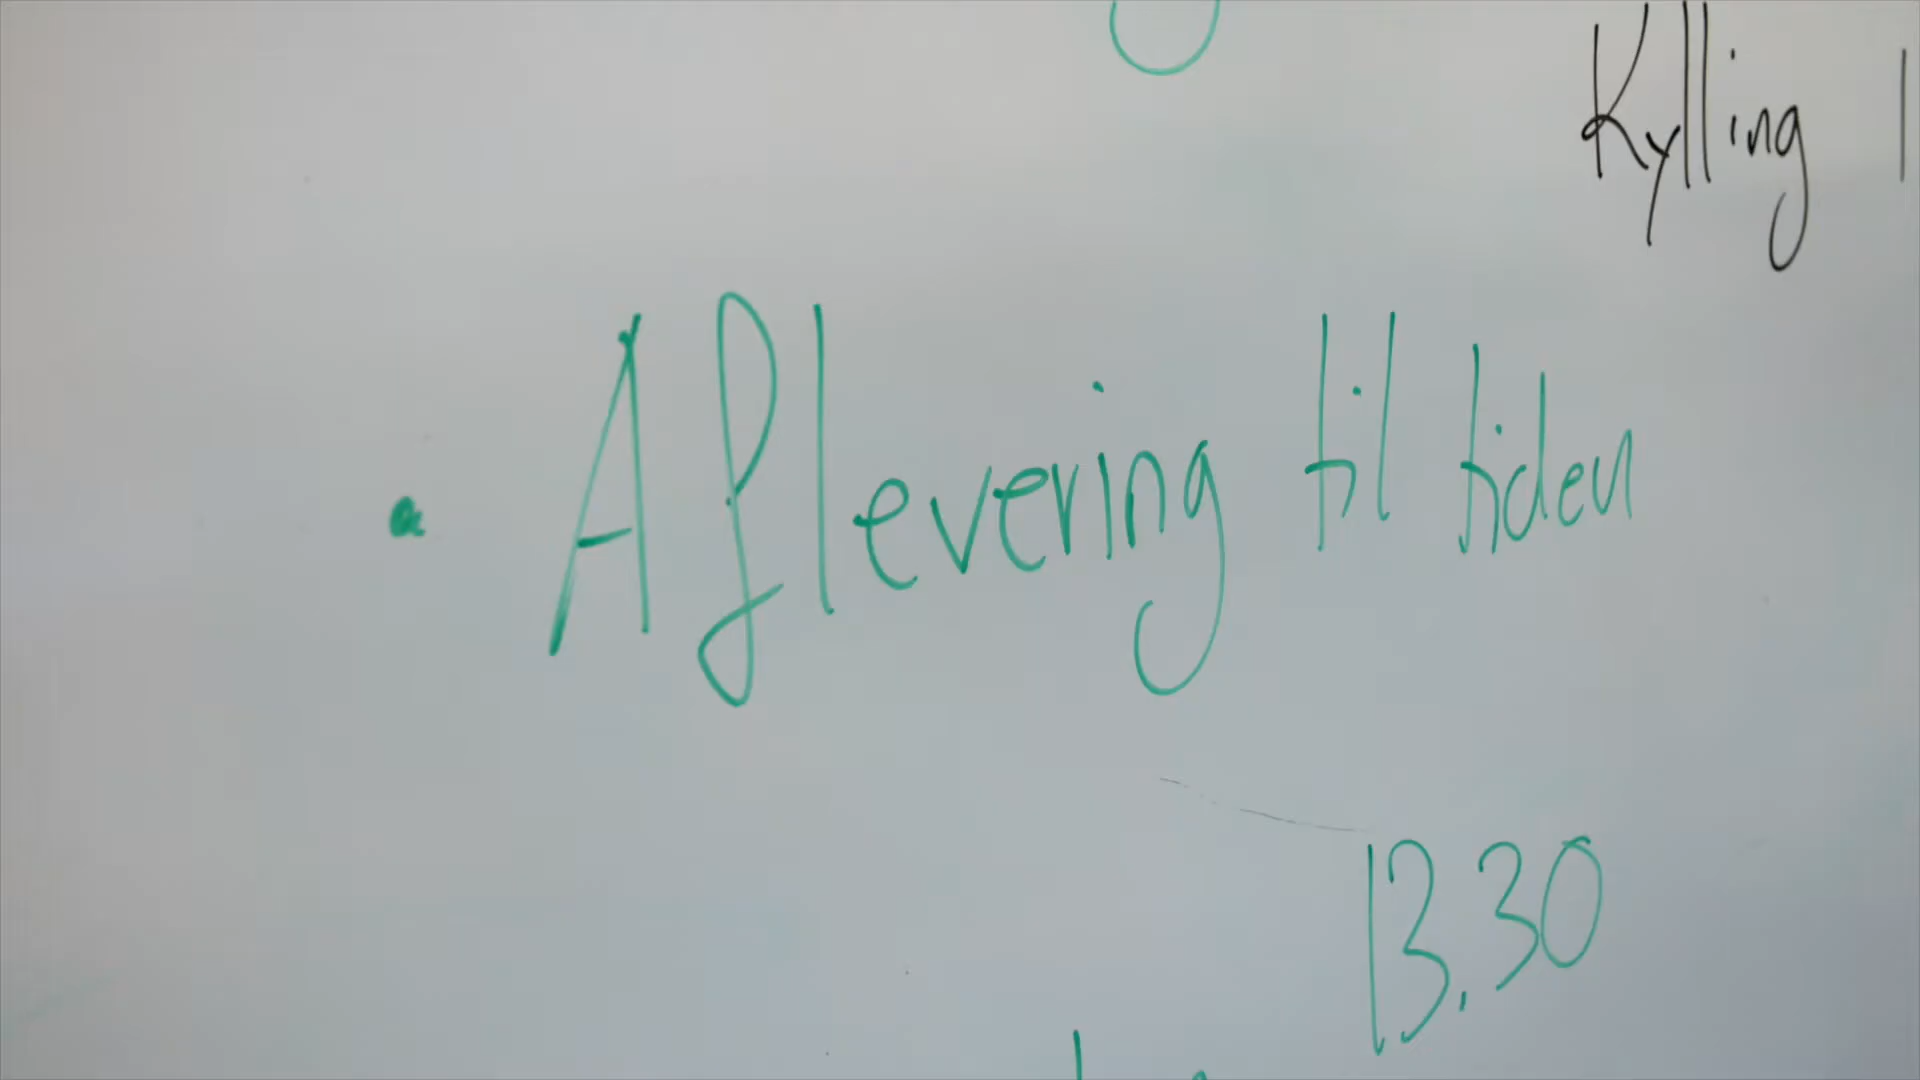 Kylling
• Aflevering til tiden
13.30